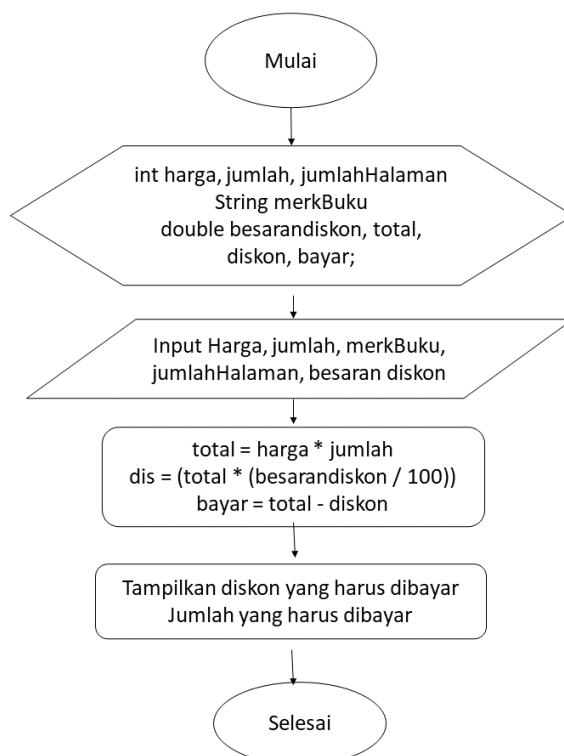 Mulai
int harga, jumlah, jumlahHalaman
String merkBuku
double besarandiskon, total,
diskon, bayar;
Input Harga, jumlah, merkBuku,
jumlahHalaman, besaran diskon
total = harga * jumlah
dis = (total * (besarandiskon / 100))
bayar = total - diskon
Tampilkan diskon yang harus dibayar
Jumlah yang harus dibayar
Selesai